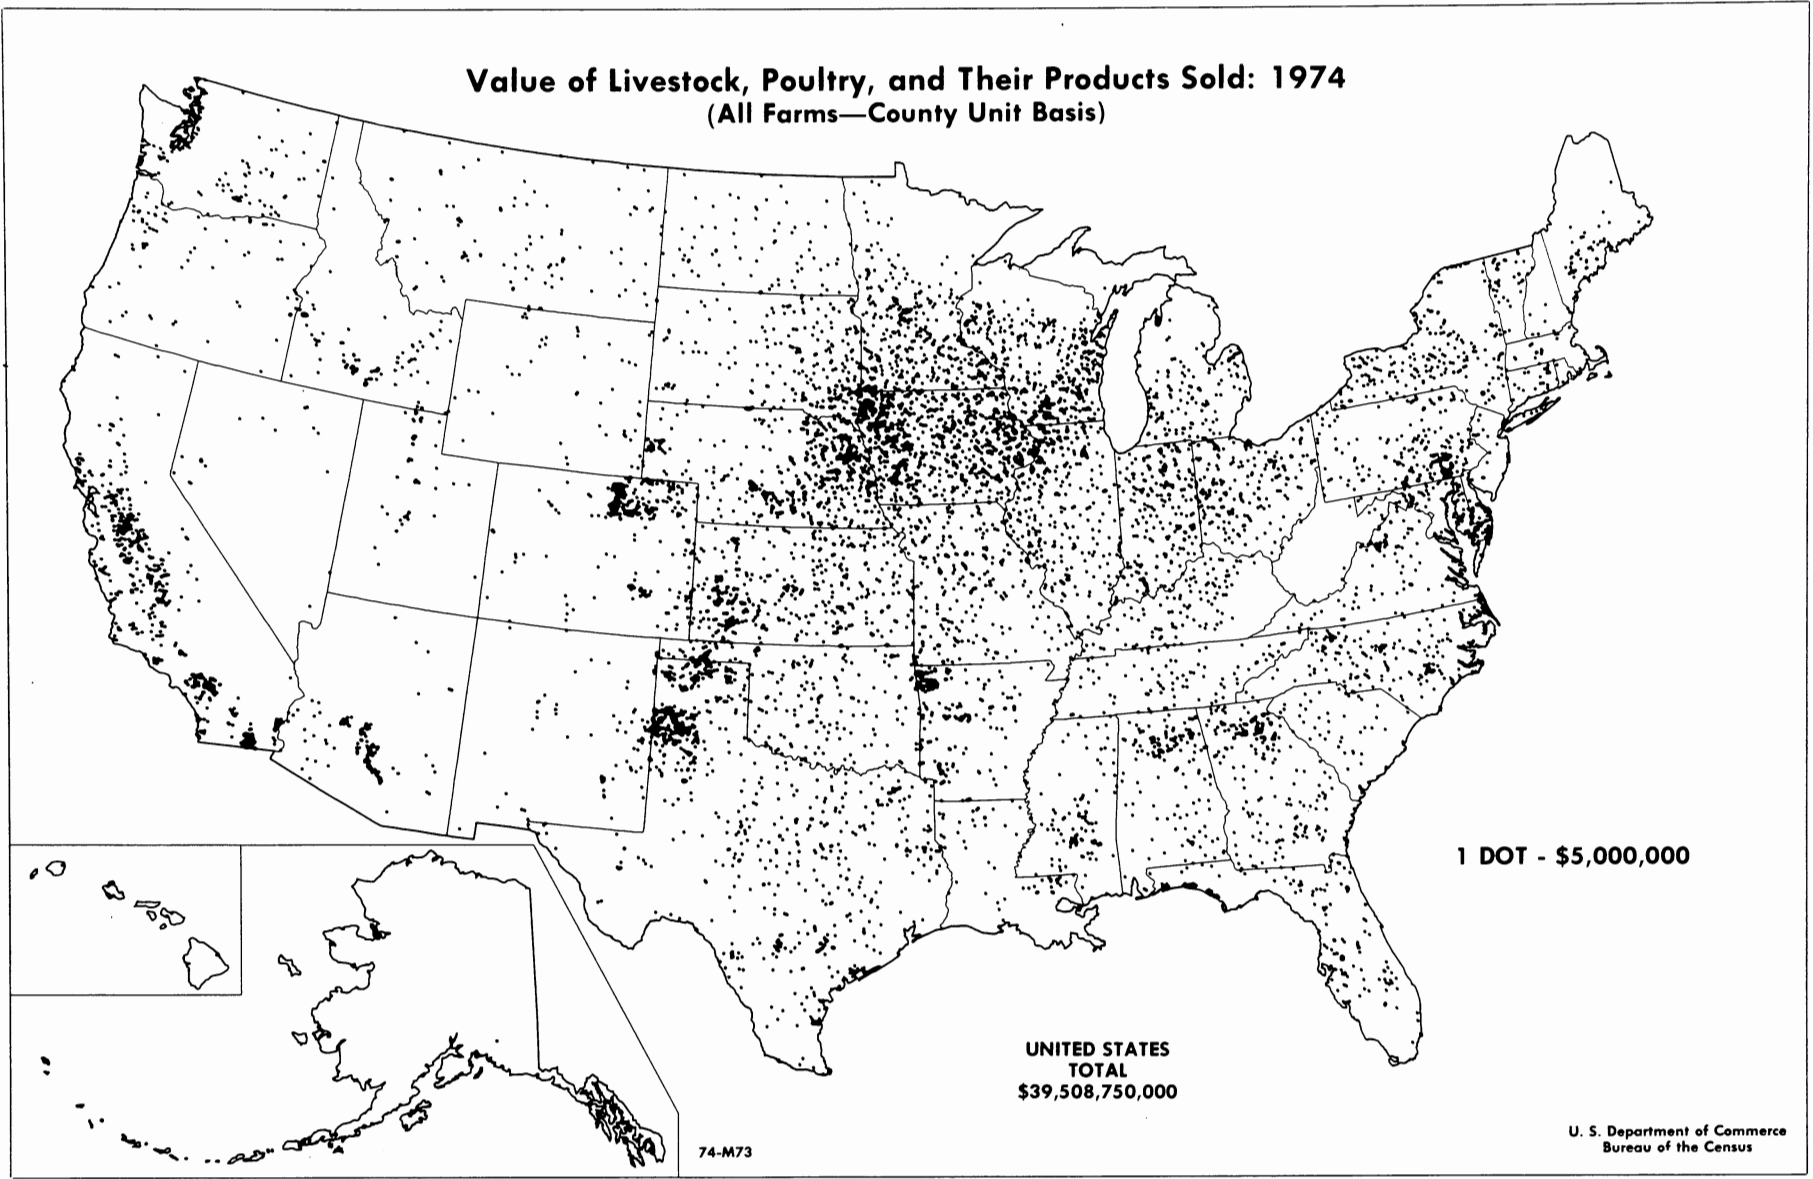 Value of Livestock, Poultry, and Their Products Sold: 1974
(All Farms—County Unit Basis)
1 DOT - $5,000,000
UNITED STATES
TOTAL
$39,508,750,000
74-M73
U. S. Department of Commerce
Bureau of the Census